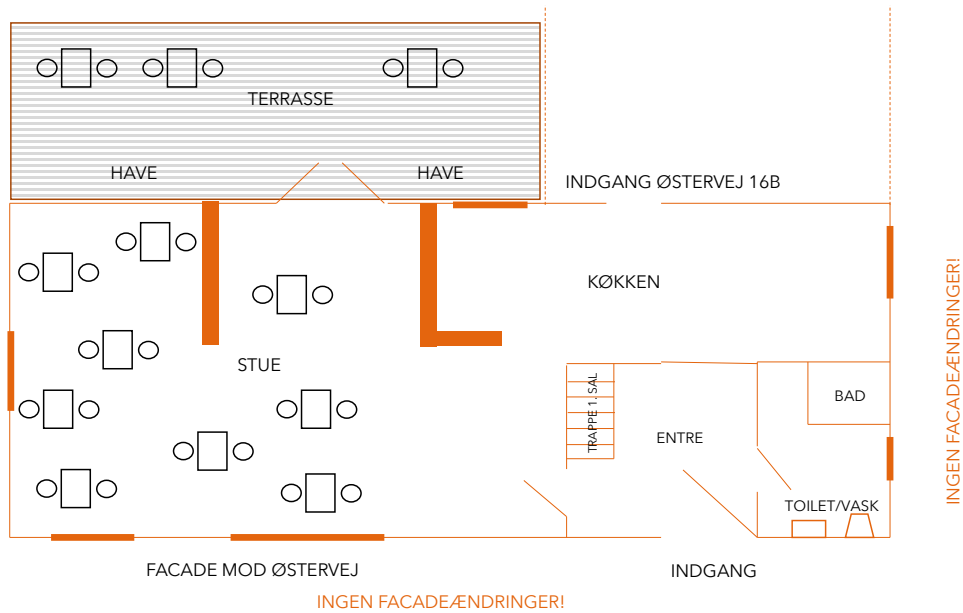 TERRASSE
HAVE
HAVE
INDGANG ØSTERVEJ 16B
KØKKEN
STUE
TRAPPE 1. SAL
ENTRE
BAD
TOILET/VASK
FACADE MOD ØSTERVEJ
INDGANG
INGEN FACADEÆNDRINGER!
INGEN FACADEÆNDRINGER!